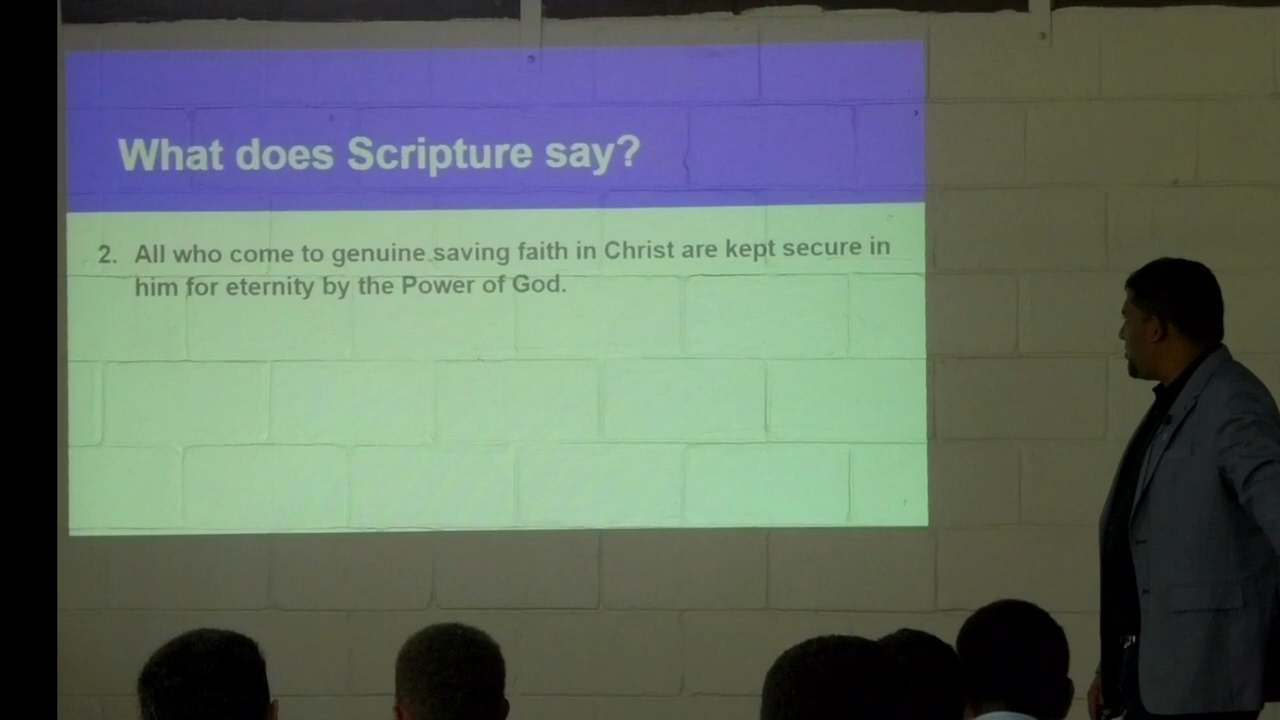 What does Scripture say?
2. All who come to genuine saving faith in Christ are kept secure in
him for eternity by the Power of God.